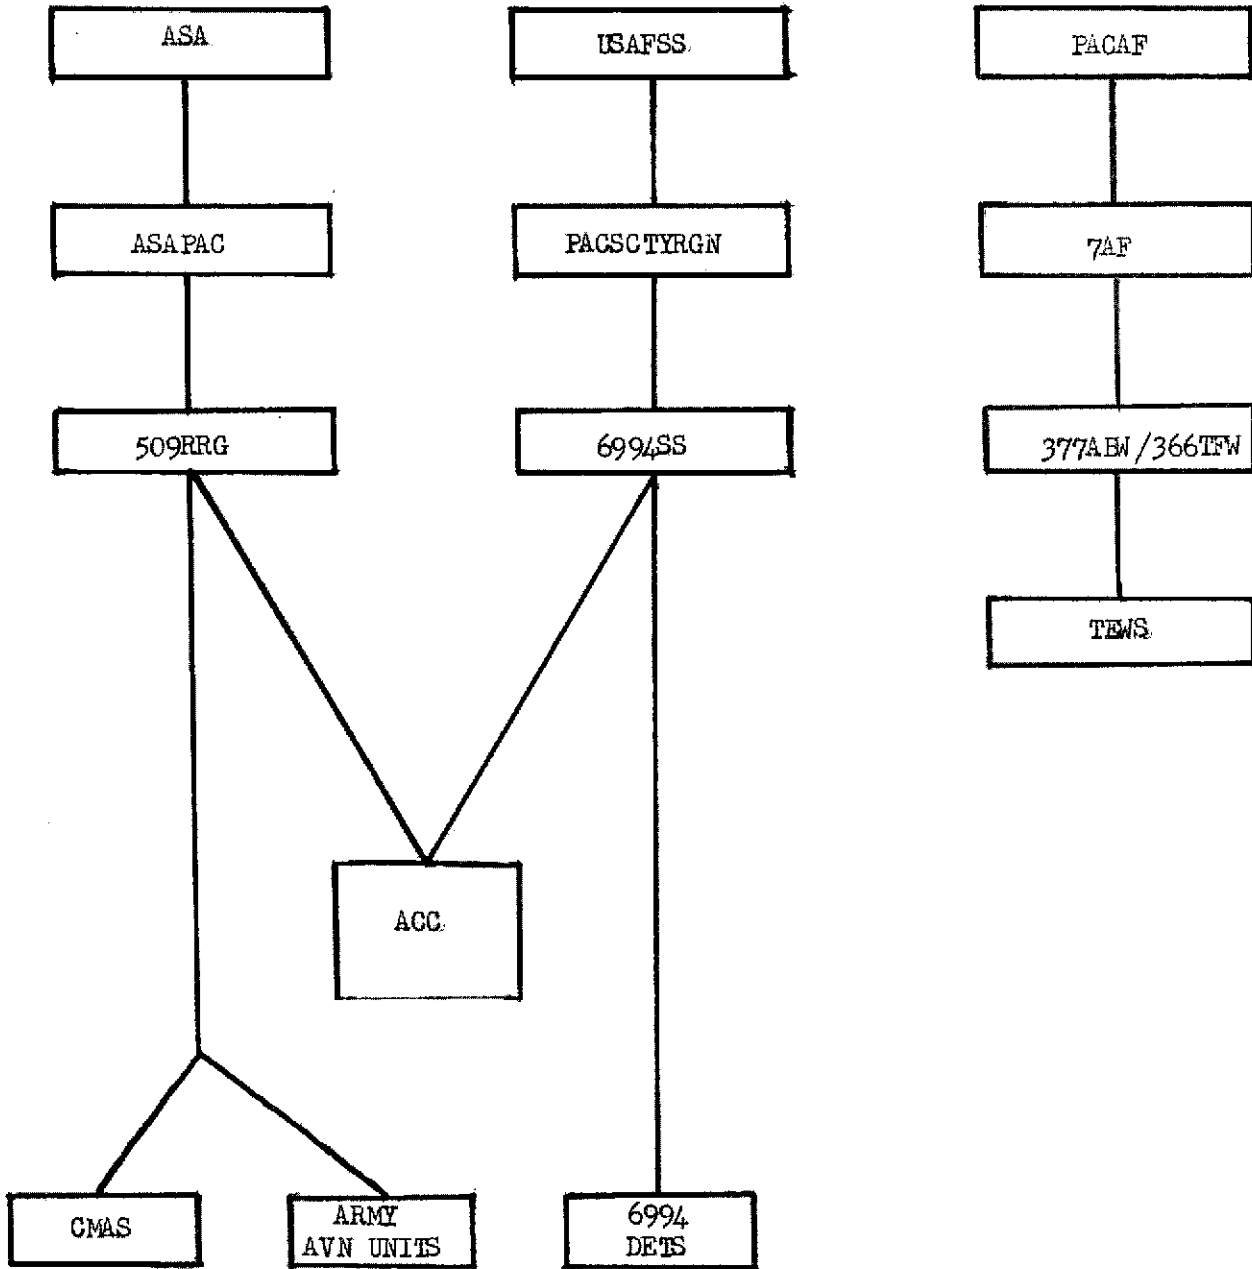 ASA
USAFSS
PACAF
ASAPAC
PACSCTYRGN
7AF
509RRG
6994SS
377ABW/366TFW
TEWS
ACC
CMAS
ARMY
AVN UNITS
6994
DETS